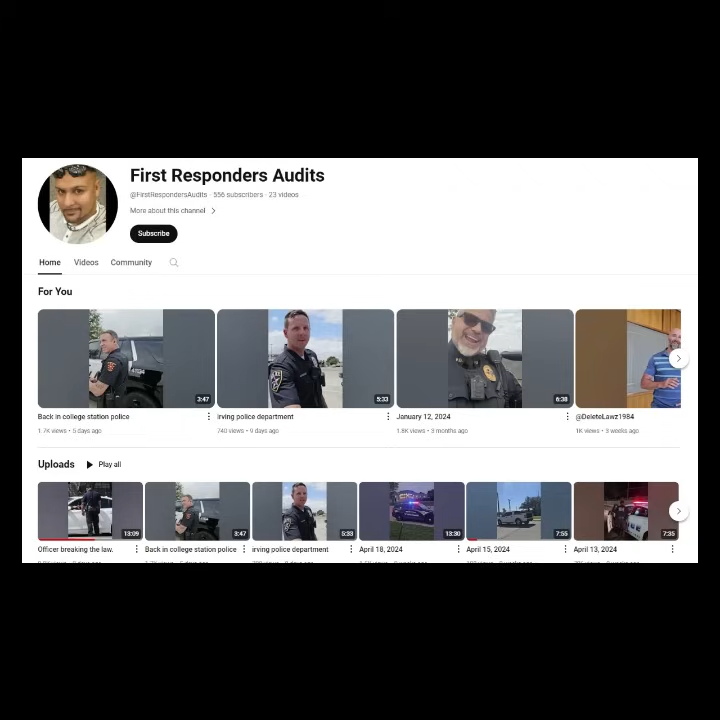 First Responders Audits
@FirstRespondersAudits · 556 subscribers · 23 videos
More about this channel >
Subscribe
Home Videos Community
For You
3:47 5:33 6:38
Back in college station police irving police department January 12, 2024 @DeleteLawz1984
1.7K views • 5 days ago 740 views • 9 days ago 1.8K views • 3 months ago 1K views • 3 weeks ago
Uploads Play all
13:09 3:47 5:33 13:30 7:55 7:35
Officer breaking the law. Back in college station police irving police department April 18, 2024 April 15, 2024 April 13, 2024